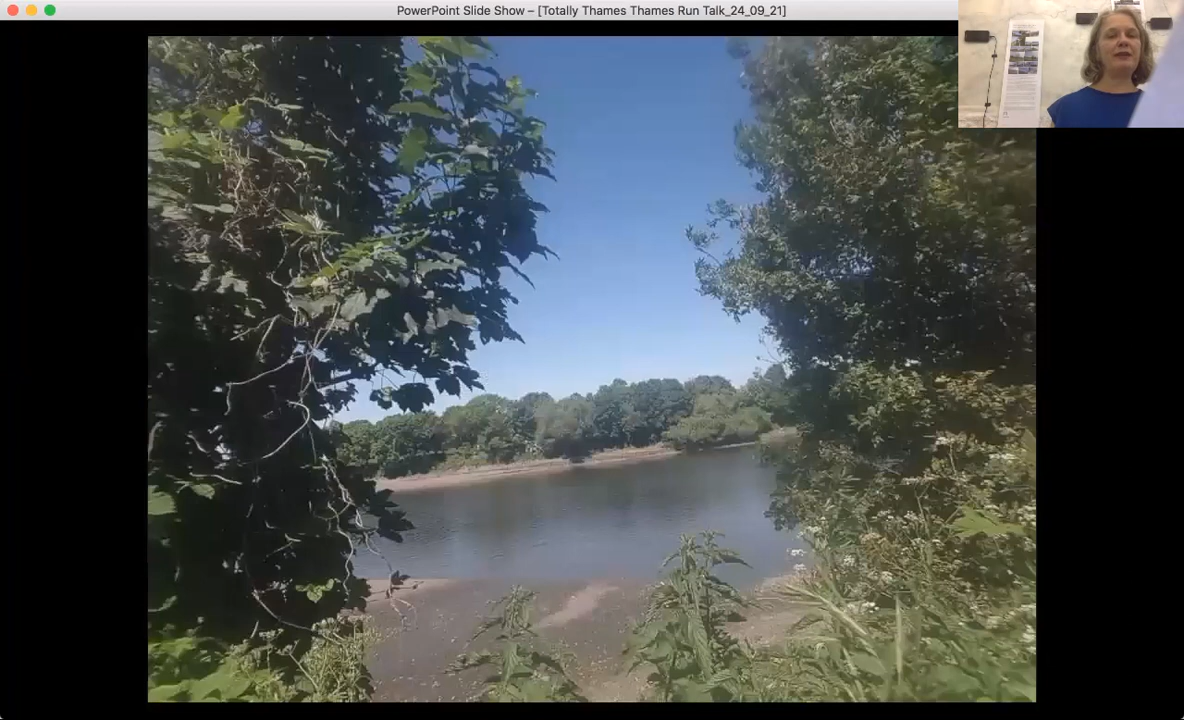 PowerPoint Slide Show – [Totally Thames Thames Run Talk_24_09_21]